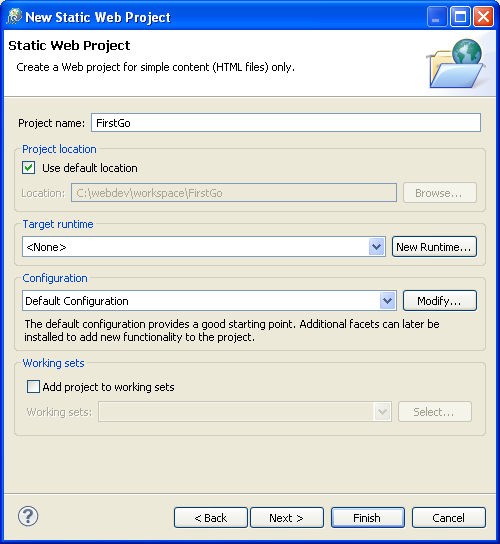 New Static Web Project
Static Web Project
Create a Web project for simple content (HTML files) only.
Project name: FirstGo
Project location
Use default location
Location: C:\webdev\workspace\FirstGo Browse...
Target runtime
<None> New Runtime...
Configuration
Default Configuration Modify...
The default configuration provides a good starting point. Additional facets can later be
installed to add new functionality to the project.
Working sets
Add project to working sets
Working sets: Select...
? < Back Next > Finish Cancel